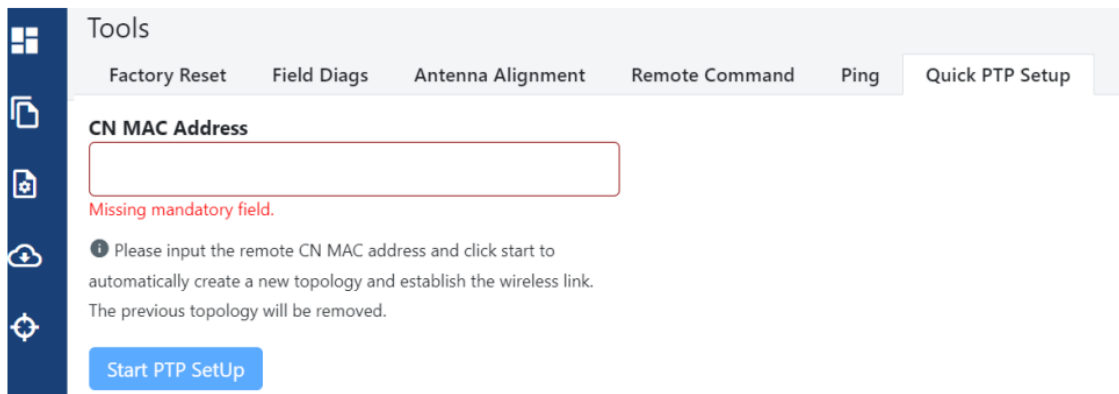 Tools
Factory Reset Field Diags Antenna Alignment Remote Command Ping Quick PTP Setup
CN MAC Address
Missing mandatory field.
Please input the remote CN MAC address and click start to
automatically create a new topology and establish the wireless link.
The previous topology will be removed.
Start PTP SetUp